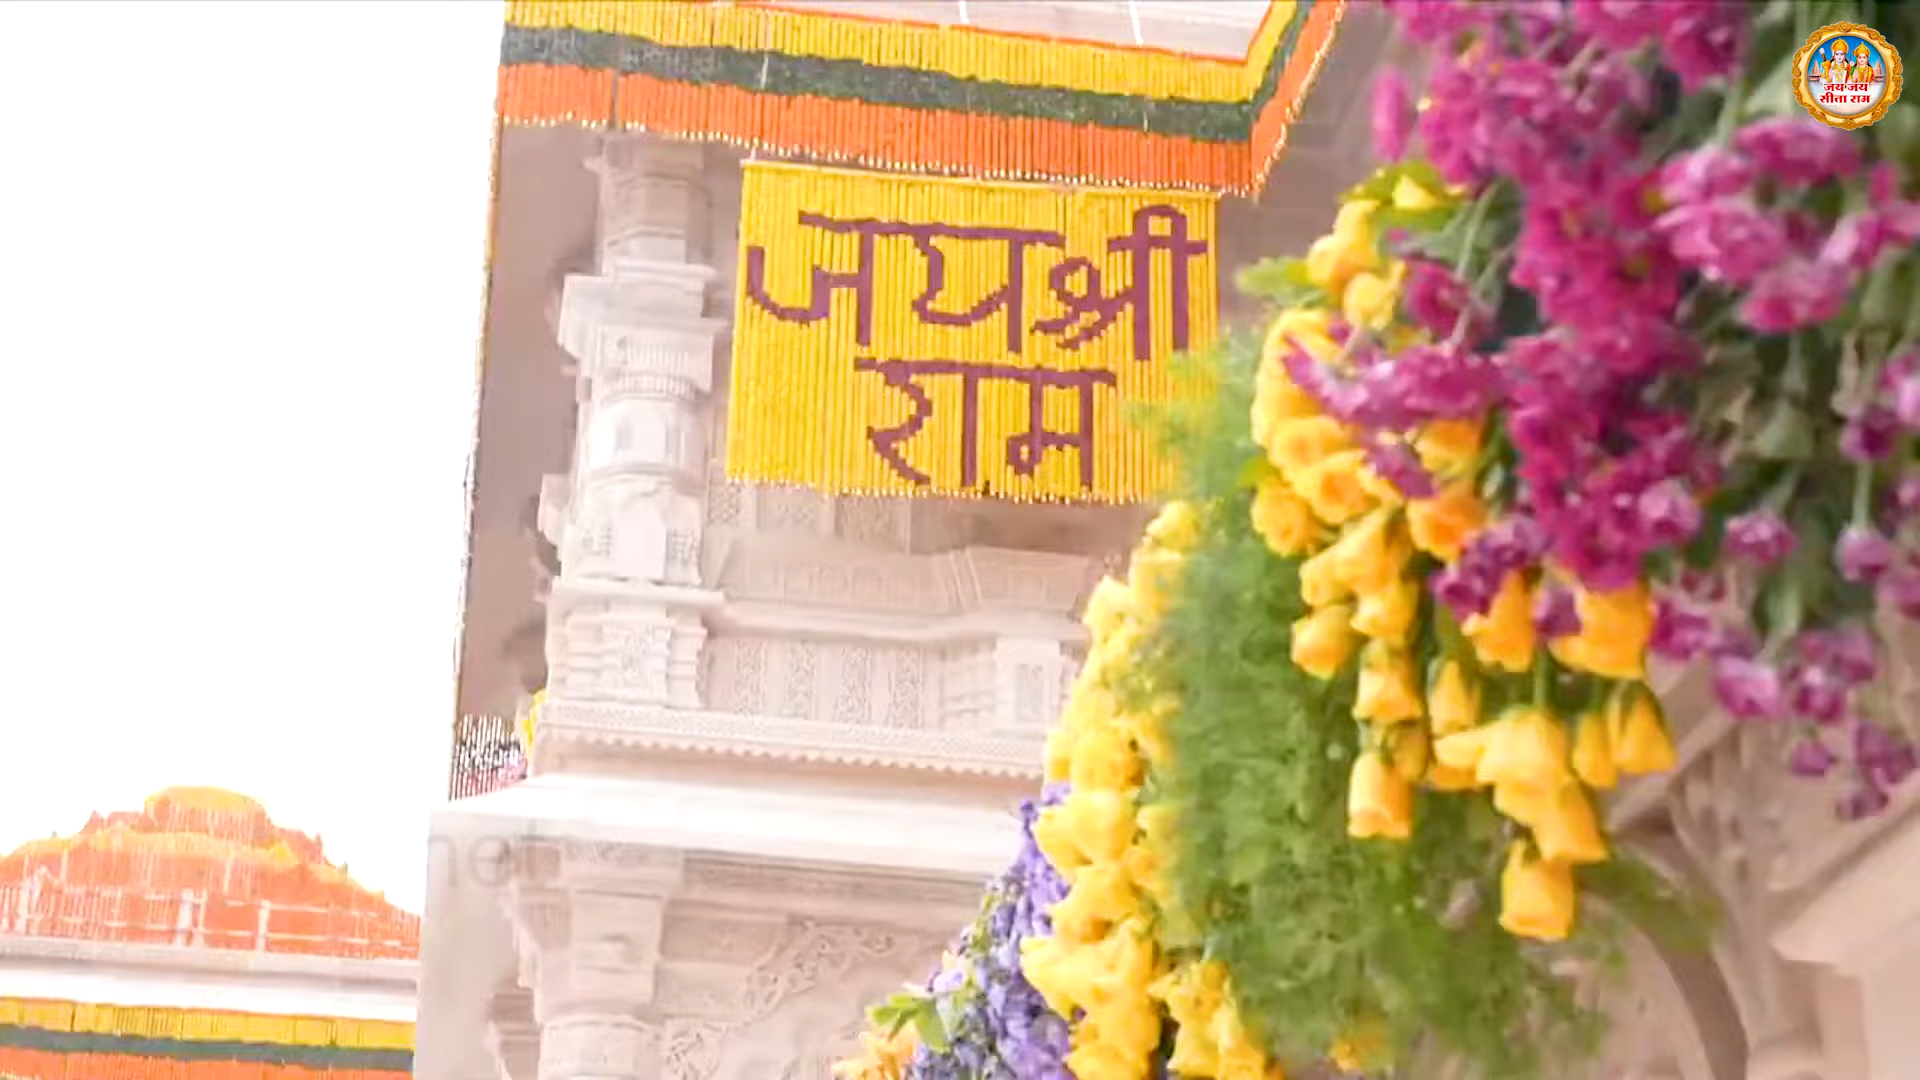 जय श्री
राम
जय जय
सीता राम